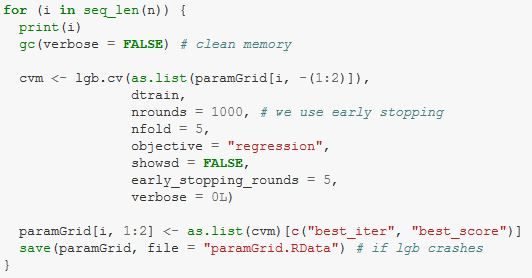 for (i in seq_len(n)) {
  print(i)
  gc(verbose = FALSE) # clean memory

  cvm <- lgb.cv(as.list(paramGrid[i, -(1:2)]),
                dtrain,
                nrounds = 1000, # we use early stopping
                nfold = 5,
                objective = "regression",
                showsd = FALSE,
                early_stopping_rounds = 5,
                verbose = 0L)

  paramGrid[i, 1:2] <- as.list(cvm)[c("best_iter", "best_score")]
  save(paramGrid, file = "paramGrid.RData") # if lgb crashes
}